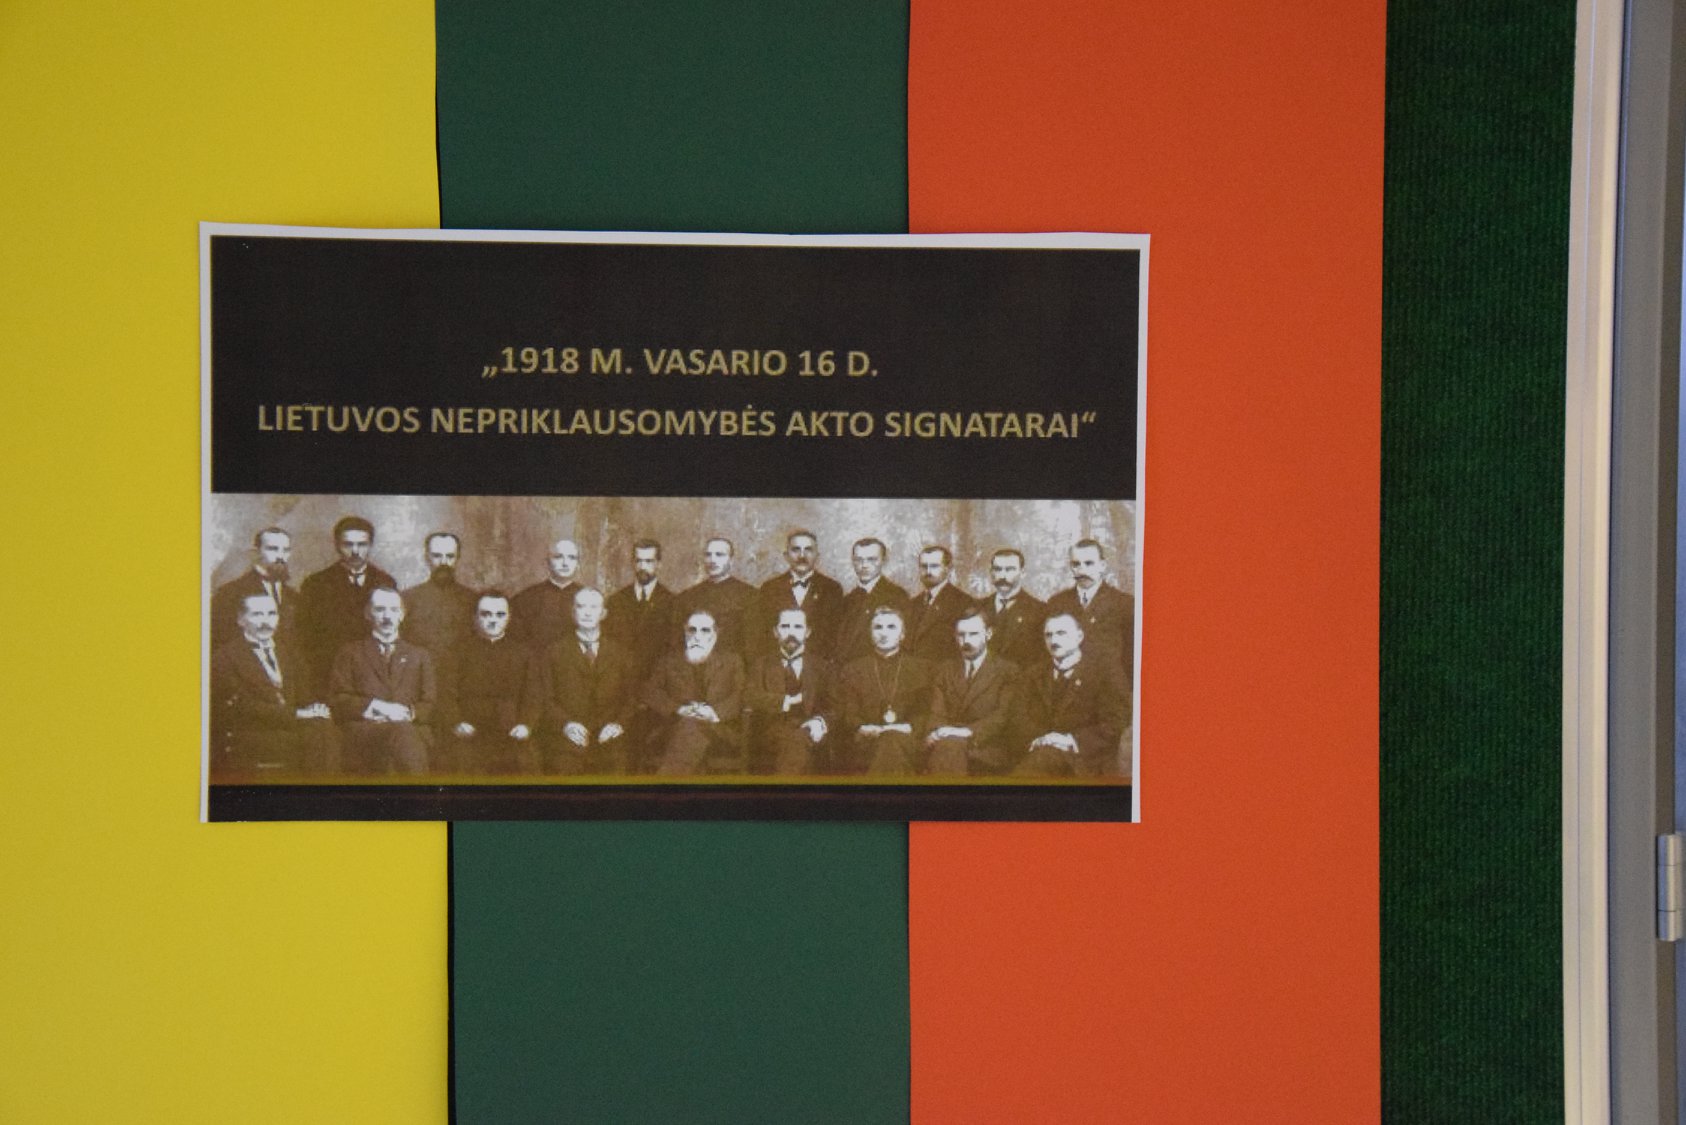 „1918 M. VASARIO 16 D.
LIETUVOS NEPRIKLAUSOMYBĖS AKTO SIGNATARAI“